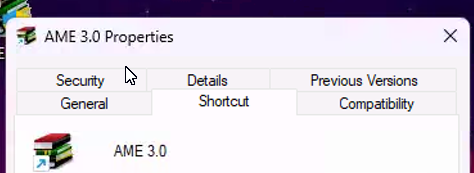 AME 3.0 Properties
Security Details Previous Versions
General Shortcut Compatibility
AME 3.0